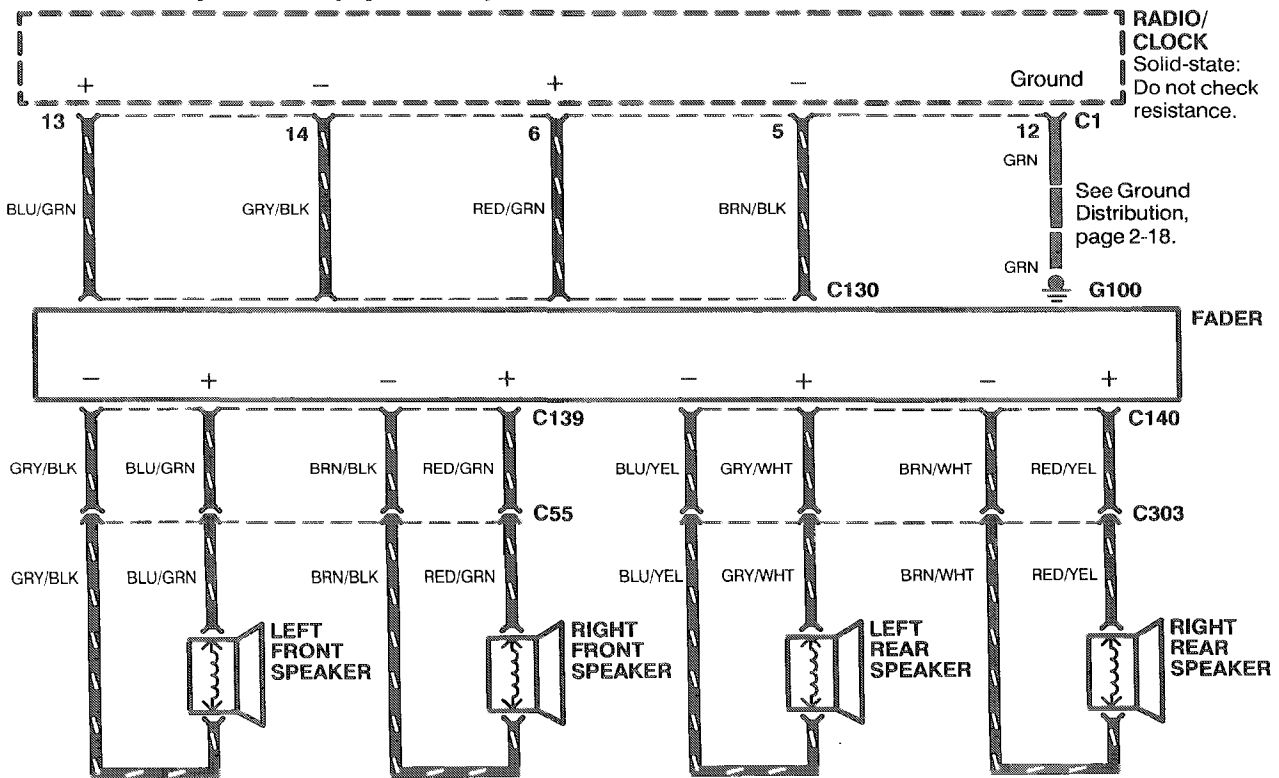 RADIO/
CLOCK
Solid-state:
Do not check
resistance.
+ − + − Ground
13 14 6 5 12 C1
GRN
BLU/GRN GRY/BLK RED/GRN BRN/BLK
See Ground
Distribution,
page 2-18.
GRN
C130 G100
FADER
− + − + − + − +
C139 C140
GRY/BLK BLU/GRN BRN/BLK RED/GRN BLU/YEL GRY/WHT BRN/WHT RED/YEL
C55 C303
GRY/BLK BLU/GRN BRN/BLK RED/GRN BLU/YEL GRY/WHT BRN/WHT RED/YEL
LEFT
FRONT
SPEAKER
RIGHT
FRONT
SPEAKER
LEFT
REAR
SPEAKER
RIGHT
REAR
SPEAKER